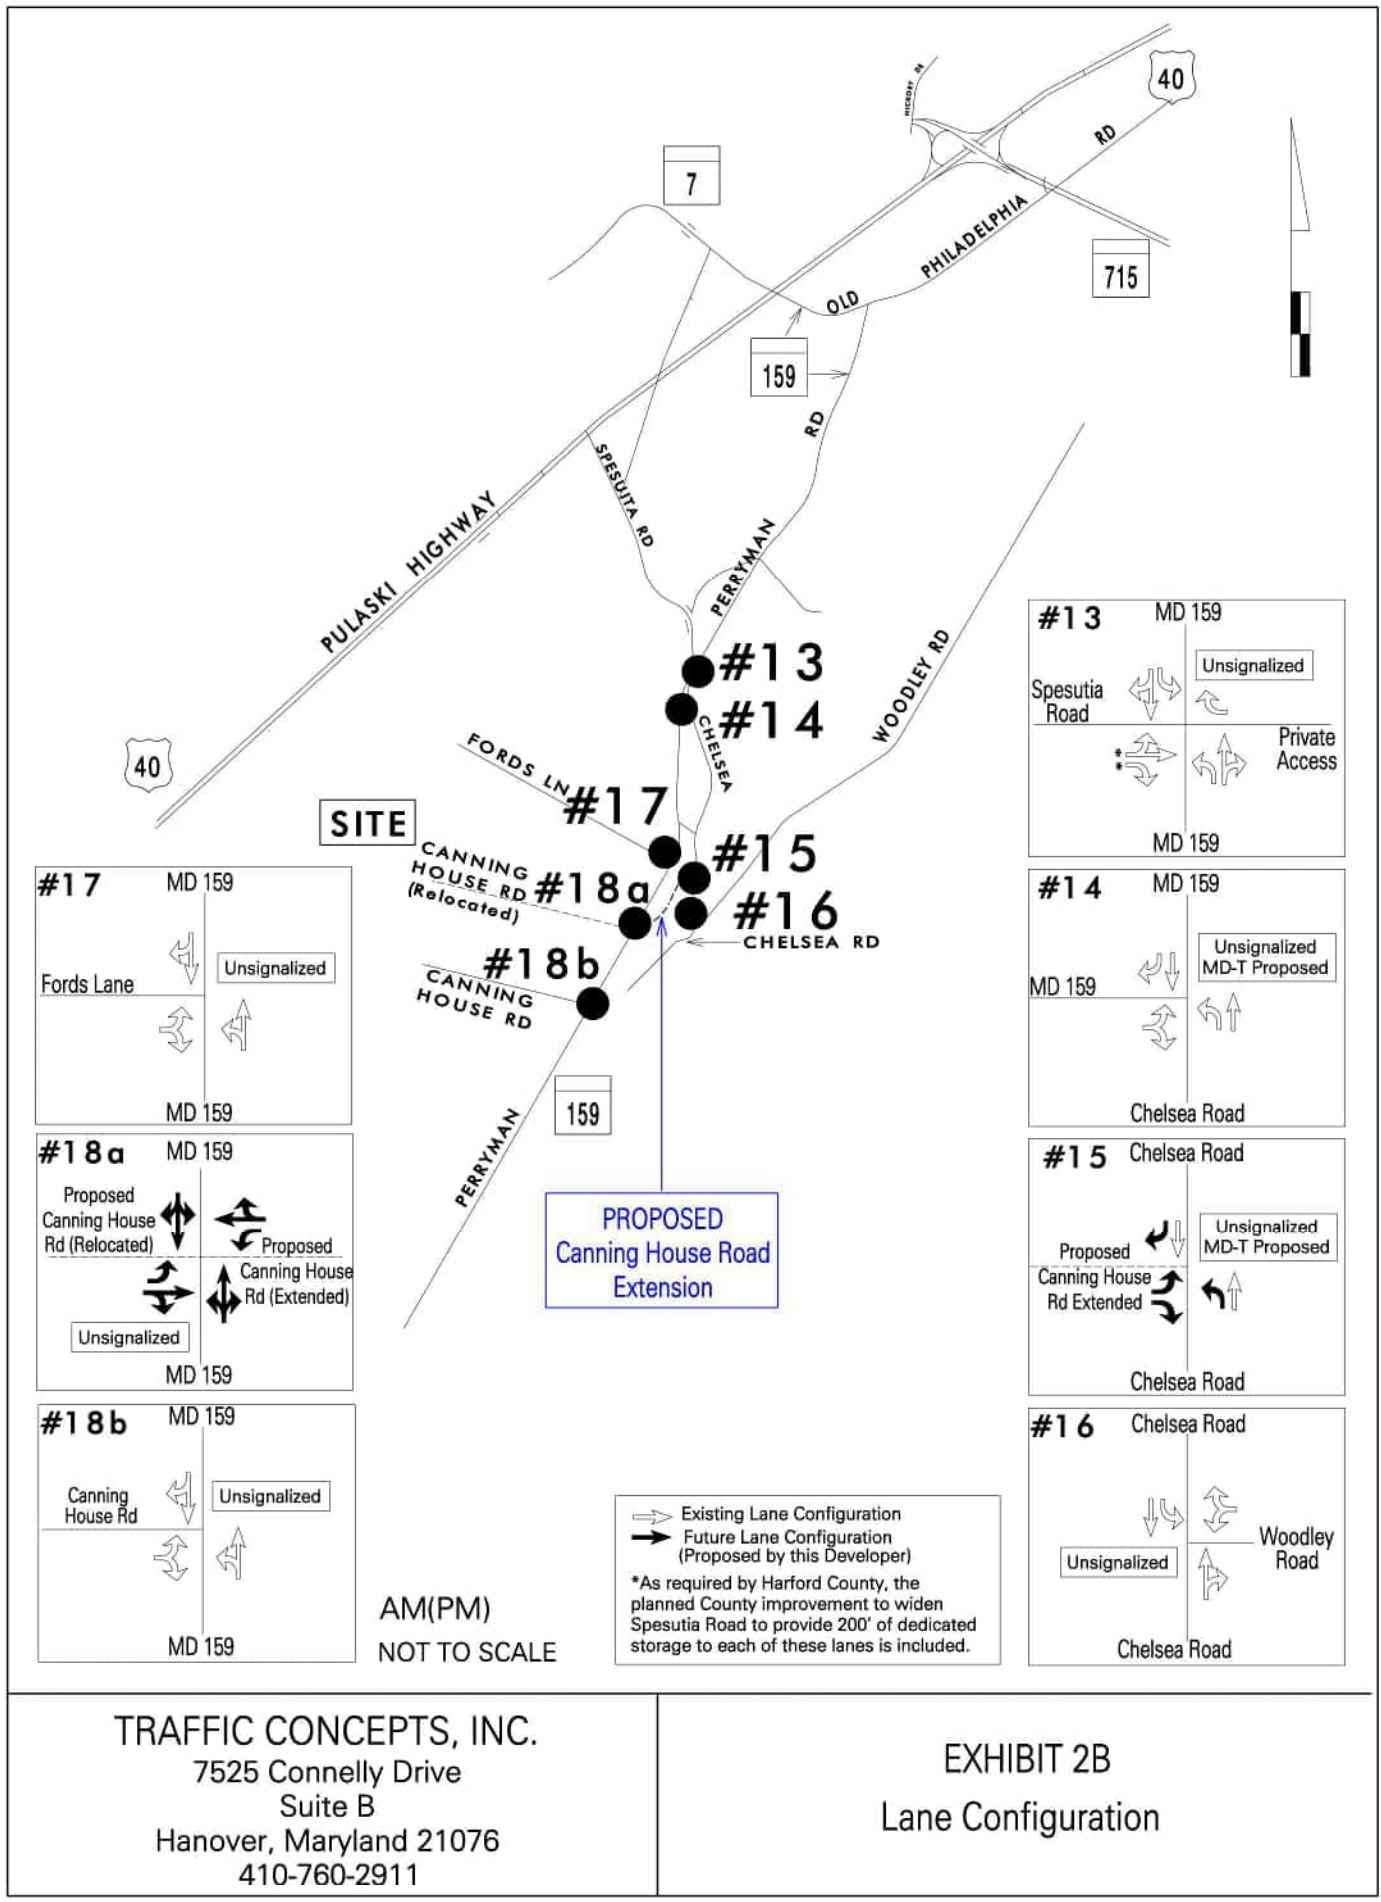 HICKORY DR
40
RD
7
PHILADELPHIA
715
OLD
159
RD
SPESUITA RD
PULASKI HIGHWAY
PERRYMAN
WOODLEY RD
#13
#14
CHELSEA
40
FORDS LN
#17
SITE
#15
CANNING
HOUSE RD
(Relocated)
#18a
#16
CHELSEA RD
#18b
CANNING
HOUSE RD
159
PERRYMAN
PROPOSED
Canning House Road
Extension
#13
MD 159
Unsignalized
Spesutia
Road
Private
Access
*
*
MD 159
#14
MD 159
Unsignalized
MD-T Proposed
MD 159
Chelsea Road
#15
Chelsea Road
Unsignalized
MD-T Proposed
Proposed
Canning House
Rd Extended
Chelsea Road
#16
Chelsea Road
Unsignalized
Woodley
Road
Chelsea Road
#17
MD 159
Unsignalized
Fords Lane
MD 159
#18a
MD 159
Proposed
Canning House
Rd (Relocated)
Proposed
Canning House
Rd (Extended)
Unsignalized
MD 159
#18b
MD 159
Canning
House Rd
Unsignalized
MD 159
AM(PM)
NOT TO SCALE
Existing Lane Configuration
Future Lane Configuration
(Proposed by this Developer)
*As required by Harford County, the
planned County improvement to widen
Spesutia Road to provide 200' of dedicated
storage to each of these lanes is included.
TRAFFIC CONCEPTS, INC.
7525 Connelly Drive
Suite B
Hanover, Maryland 21076
410-760-2911
EXHIBIT 2B
Lane Configuration